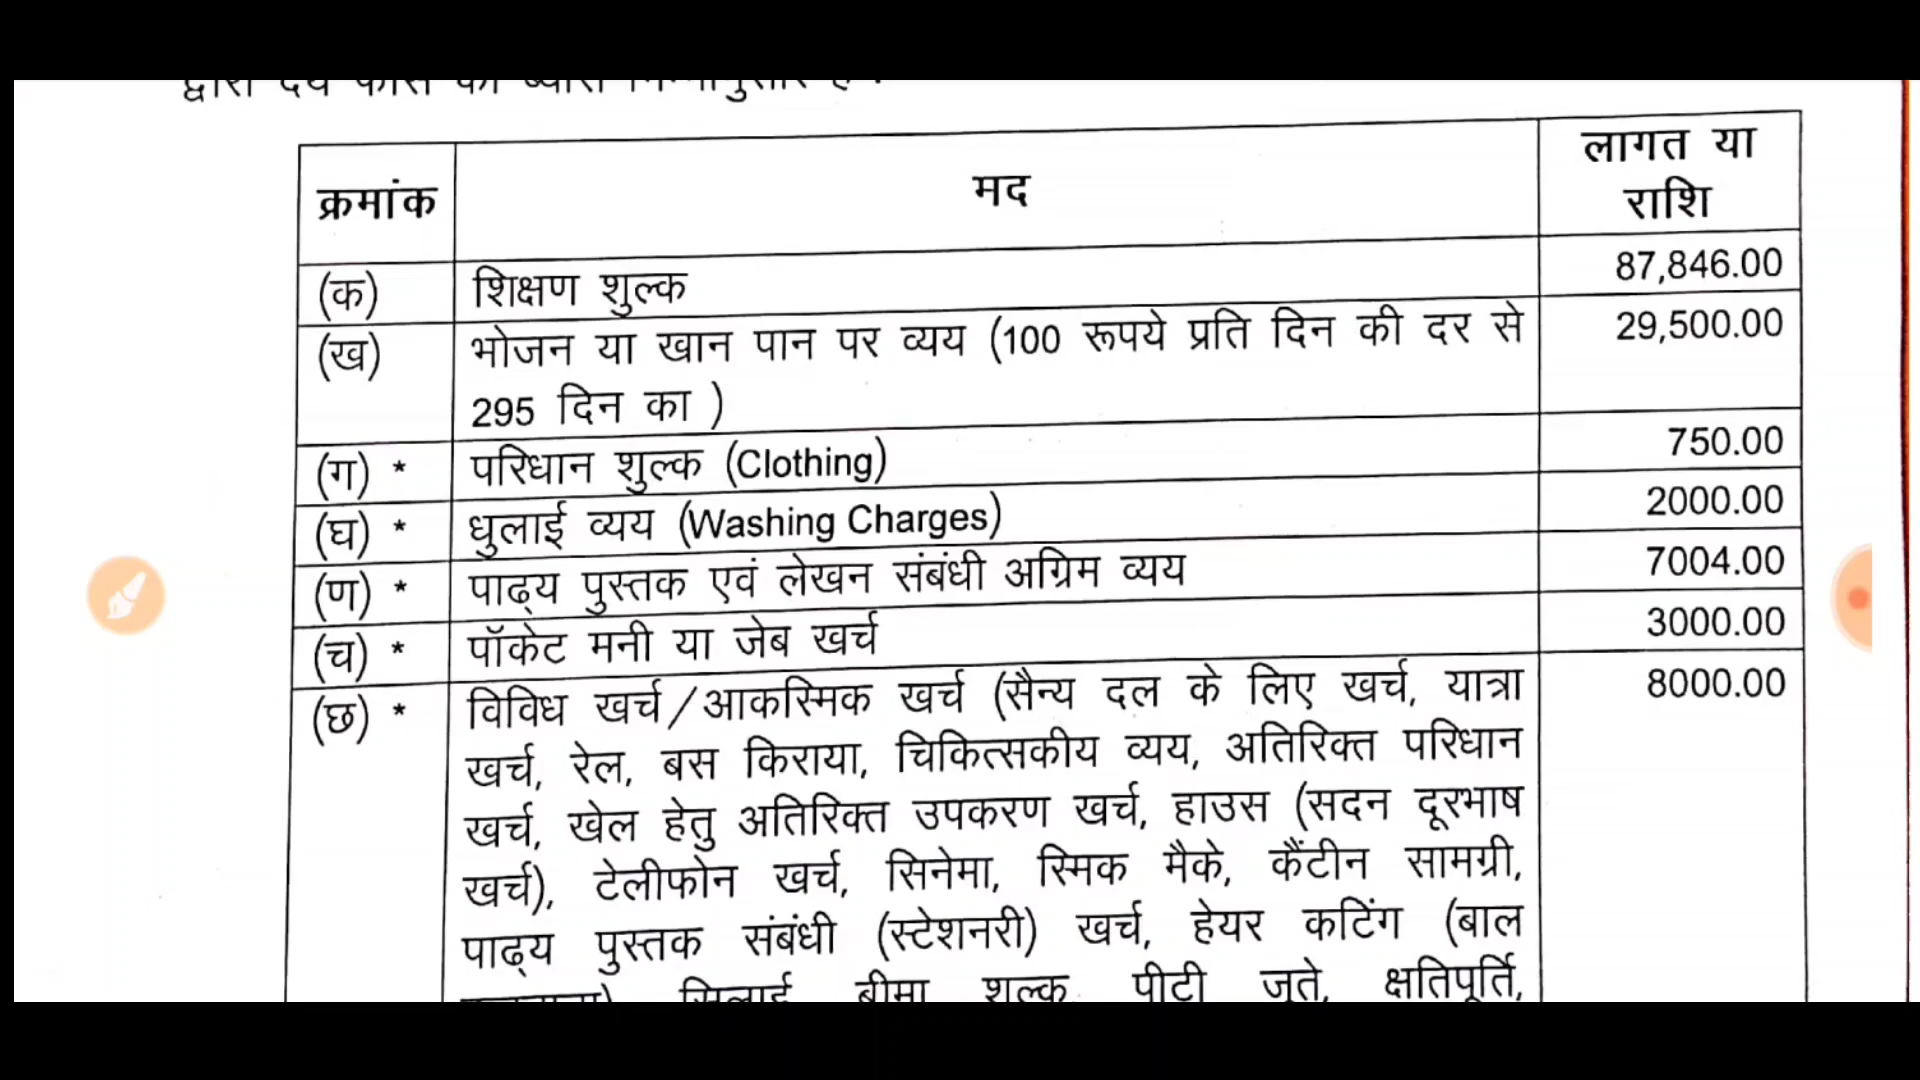 द्वारा देय फीस का ब्यौरा निम्नानुसार है :
क्रमांक
मद
लागत या
राशि
(क)
शिक्षण शुल्क
87,846.00
(ख)
भोजन या खान पान पर व्यय (100 रूपये प्रति दिन की दर से
295 दिन का )
29,500.00
(ग) *
परिधान शुल्क (Clothing)
750.00
(घ) *
धुलाई व्यय (Washing Charges)
2000.00
(ण) *
पाढ्य पुस्तक एवं लेखन संबंधी अग्रिम व्यय
7004.00
(च) *
पॉकेट मनी या जेब खर्च
3000.00
(छ) *
विविध खर्च/आकस्मिक खर्च (सैन्य दल के लिए खर्च, यात्रा
8000.00
खर्च, रेल, बस किराया, चिकित्सकीय व्यय, अतिरिक्त परिधान
खर्च, खेल हेतु अतिरिक्त उपकरण खर्च, हाउस (सदन दूरभाष
खर्च), टेलीफोन खर्च, सिनेमा, स्मिक मैके, कैंटीन सामग्री,
पाढ्य पुस्तक संबंधी (स्टेशनरी) खर्च, हेयर कटिंग (बाल
सिलाई, बीमा शुल्क, पीटी जूते, क्षतिपूर्ति,